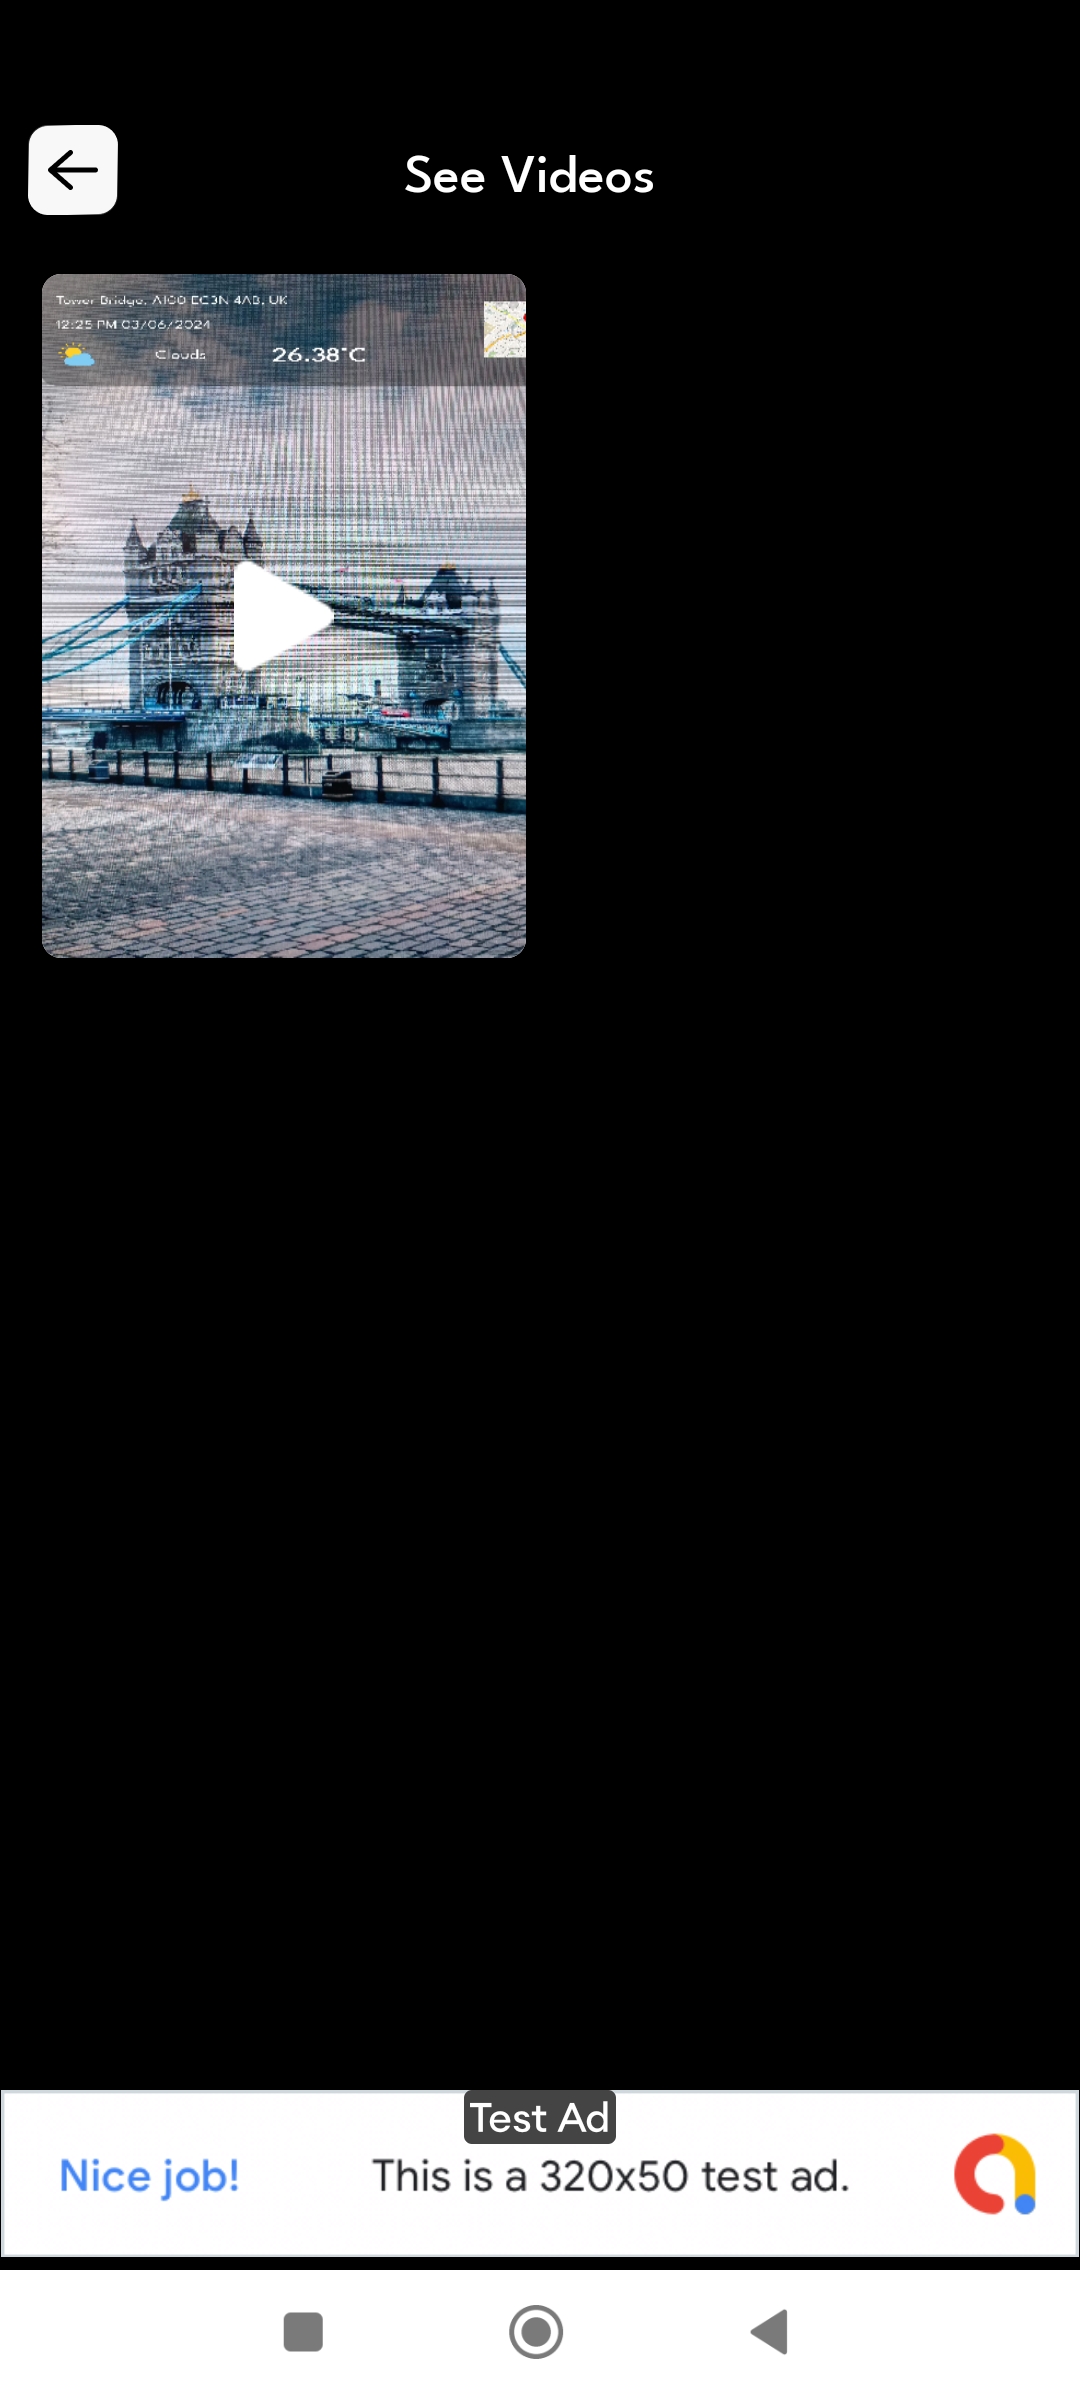 See Videos
Tower Bridge, A100 EC3N 4AB, UK
12:25 PM 03/06/2024
Clouds 26.38°C
Test Ad
Nice job! This is a 320x50 test ad.